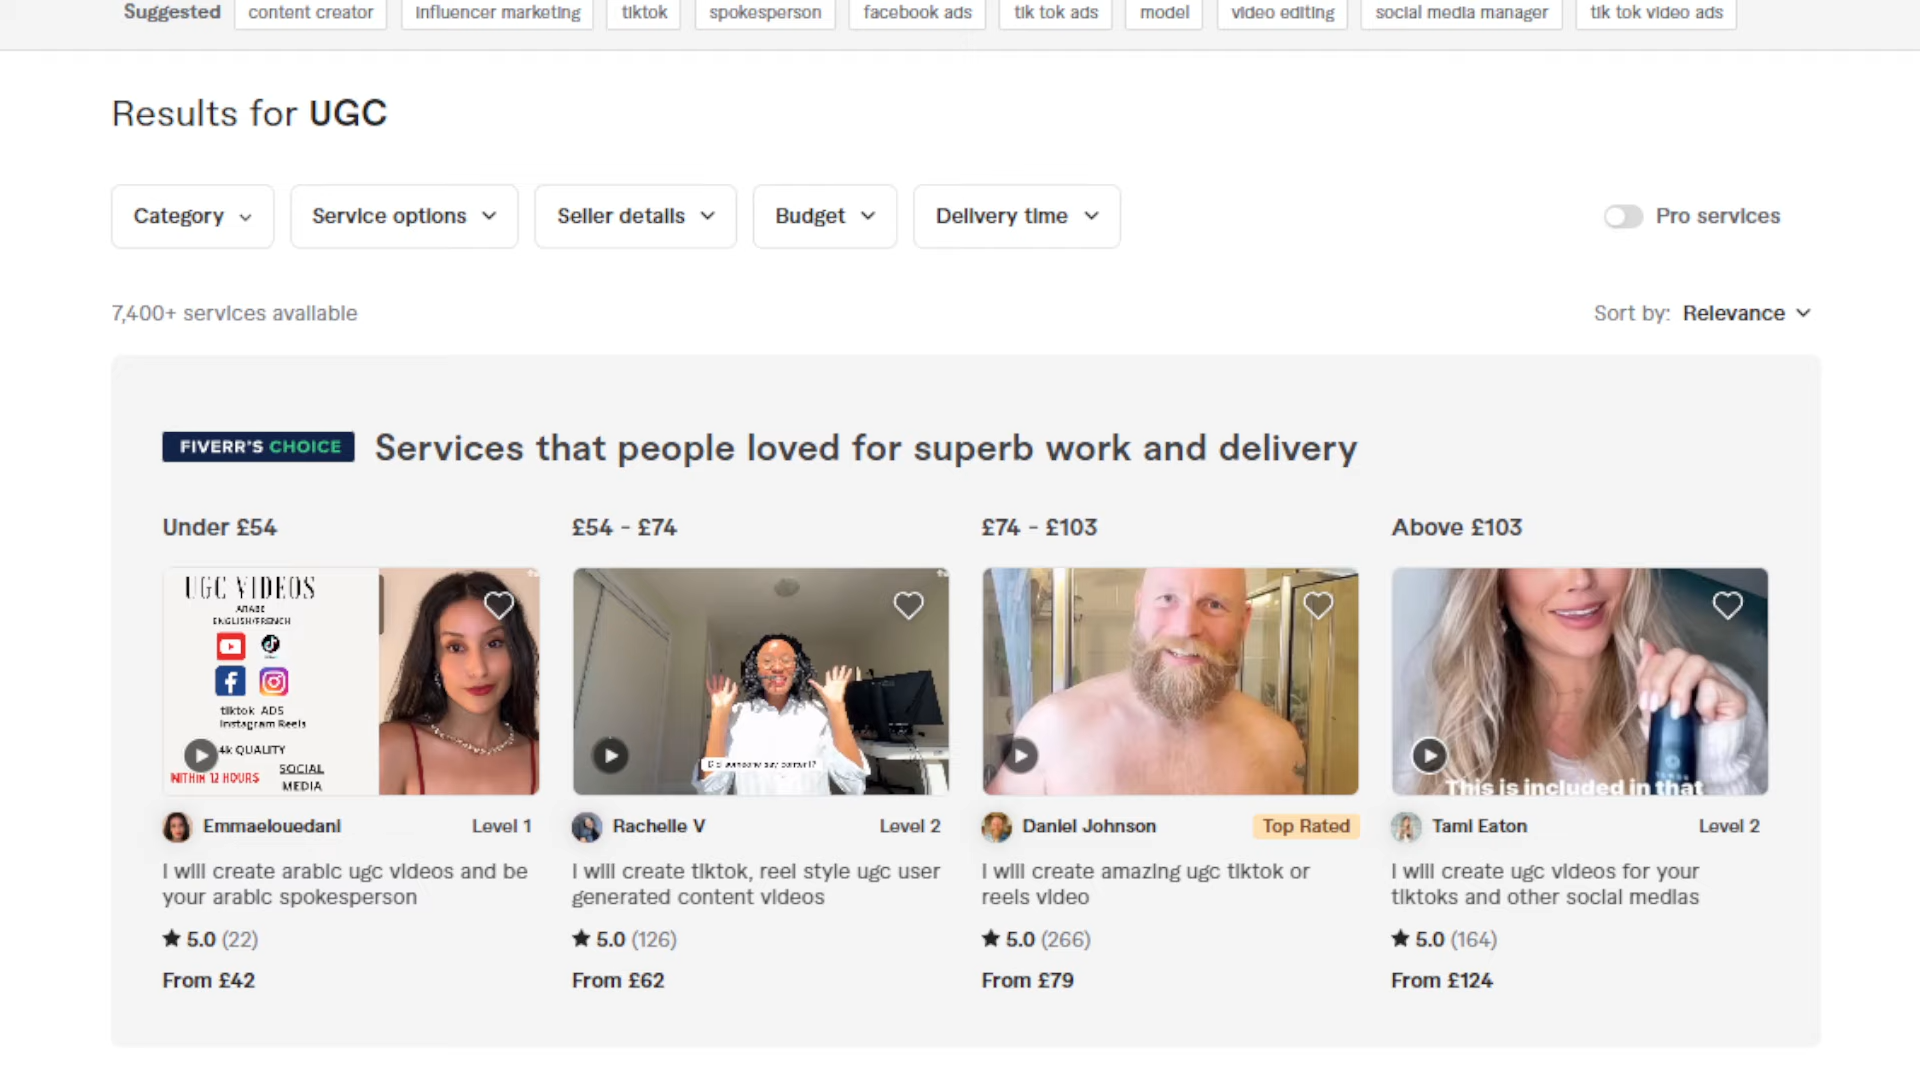 Suggested content creator influencer marketing tiktok spokesperson facebook ads tik tok ads model video editing social media manager tik tok video ads
Results for UGC
Category Service options Seller details Budget Delivery time Pro services
7,400+ services available Sort by: Relevance
FIVERR'S CHOICE Services that people loved for superb work and delivery
Under £54
UGC VIDEOS
ARABE
ENGLISH/FRENCH
tiktok ADS
Instagram Reels
4k QUALITY
WITHIN 12 HOURS
SOCIAL
MEDIA
Emmaelouedani Level 1
I will create arabic ugc videos and be
your arabic spokesperson
5.0 (22)
From £42
£54 - £74
Did someone say content?
Rachelle V Level 2
I will create tiktok, reel style ugc user
generated content videos
5.0 (126)
From £62
£74 - £103
Daniel Johnson Top Rated
I will create amazing ugc tiktok or
reels video
5.0 (266)
From £79
Above £103
This is included in that
Tami Eaton Level 2
I will create ugc videos for your
tiktoks and other social medias
5.0 (164)
From £124